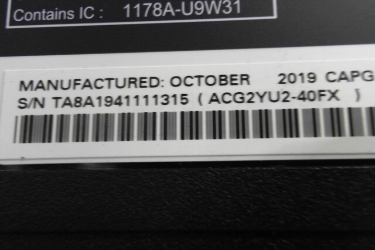 Contains IC : 1178A-U9W31
MANUFACTURED: OCTOBER 2019 CAPG
S/N TA8A1941111315 ( ACG2YU2-40FX )